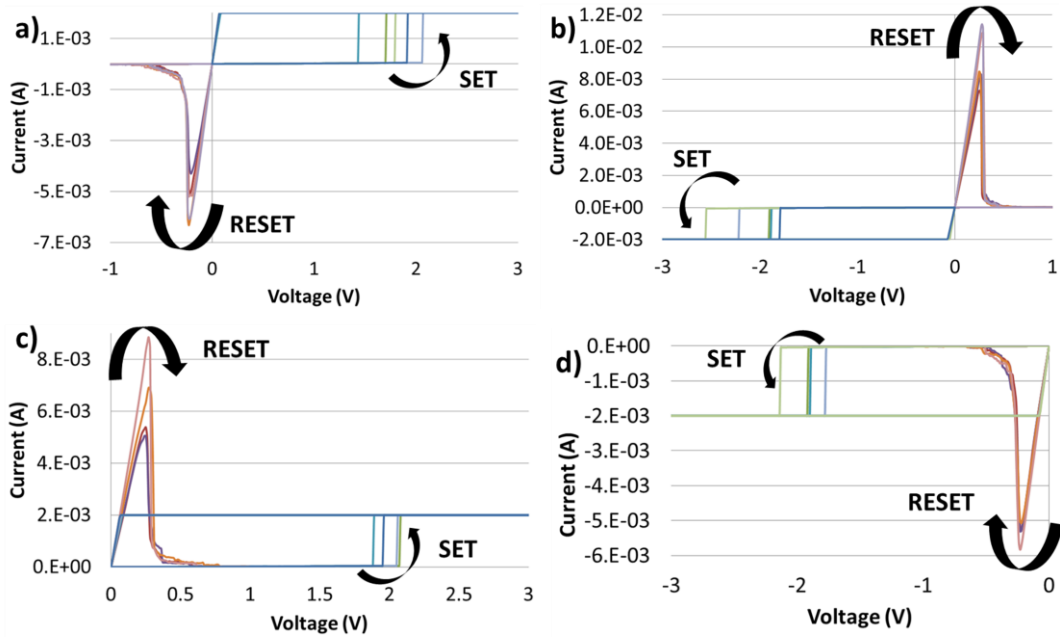 a)
1.E-03
-1.E-03
-3.E-03
-5.E-03
-7.E-03
Current (A)
SET
RESET
-1
0
1
2
3
Voltage (V)
b)
1.2E-02
1.0E-02
8.0E-03
6.0E-03
4.0E-03
2.0E-03
0.0E+00
-2.0E-03
Current (A)
RESET
SET
-3
-2
-1
0
1
Voltage (V)
c)
8.E-03
6.E-03
4.E-03
2.E-03
0.E+00
Current (A)
RESET
SET
0
0.5
1
1.5
2
2.5
3
Voltage (V)
d)
0.E+00
-1.E-03
-2.E-03
-3.E-03
-4.E-03
-5.E-03
-6.E-03
Current (A)
SET
RESET
-3
-2
-1
0
Voltage (V)